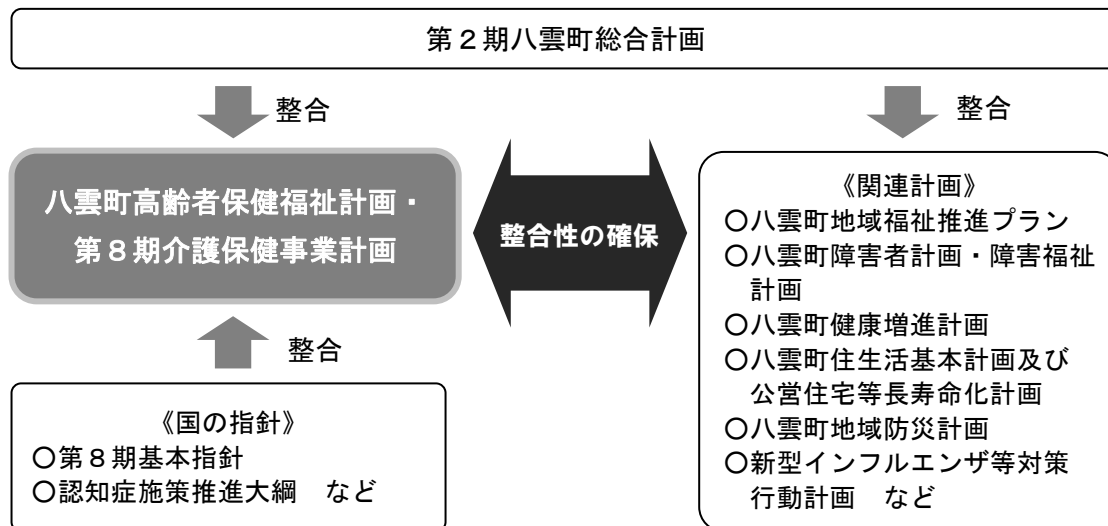 第２期八雲町総合計画
整合
整合
八雲町高齢者保健福祉計画・
第８期介護保健事業計画
整合性の確保
《関連計画》
〇八雲町地域福祉推進プラン
〇八雲町障害者計画・障害福祉
計画
〇八雲町健康増進計画
〇八雲町住生活基本計画及び
公営住宅等長寿命化計画
〇八雲町地域防災計画
〇新型インフルエンザ等対策
行動計画　など
整合
《国の指針》
〇第８期基本指針
〇認知症施策推進大綱　など